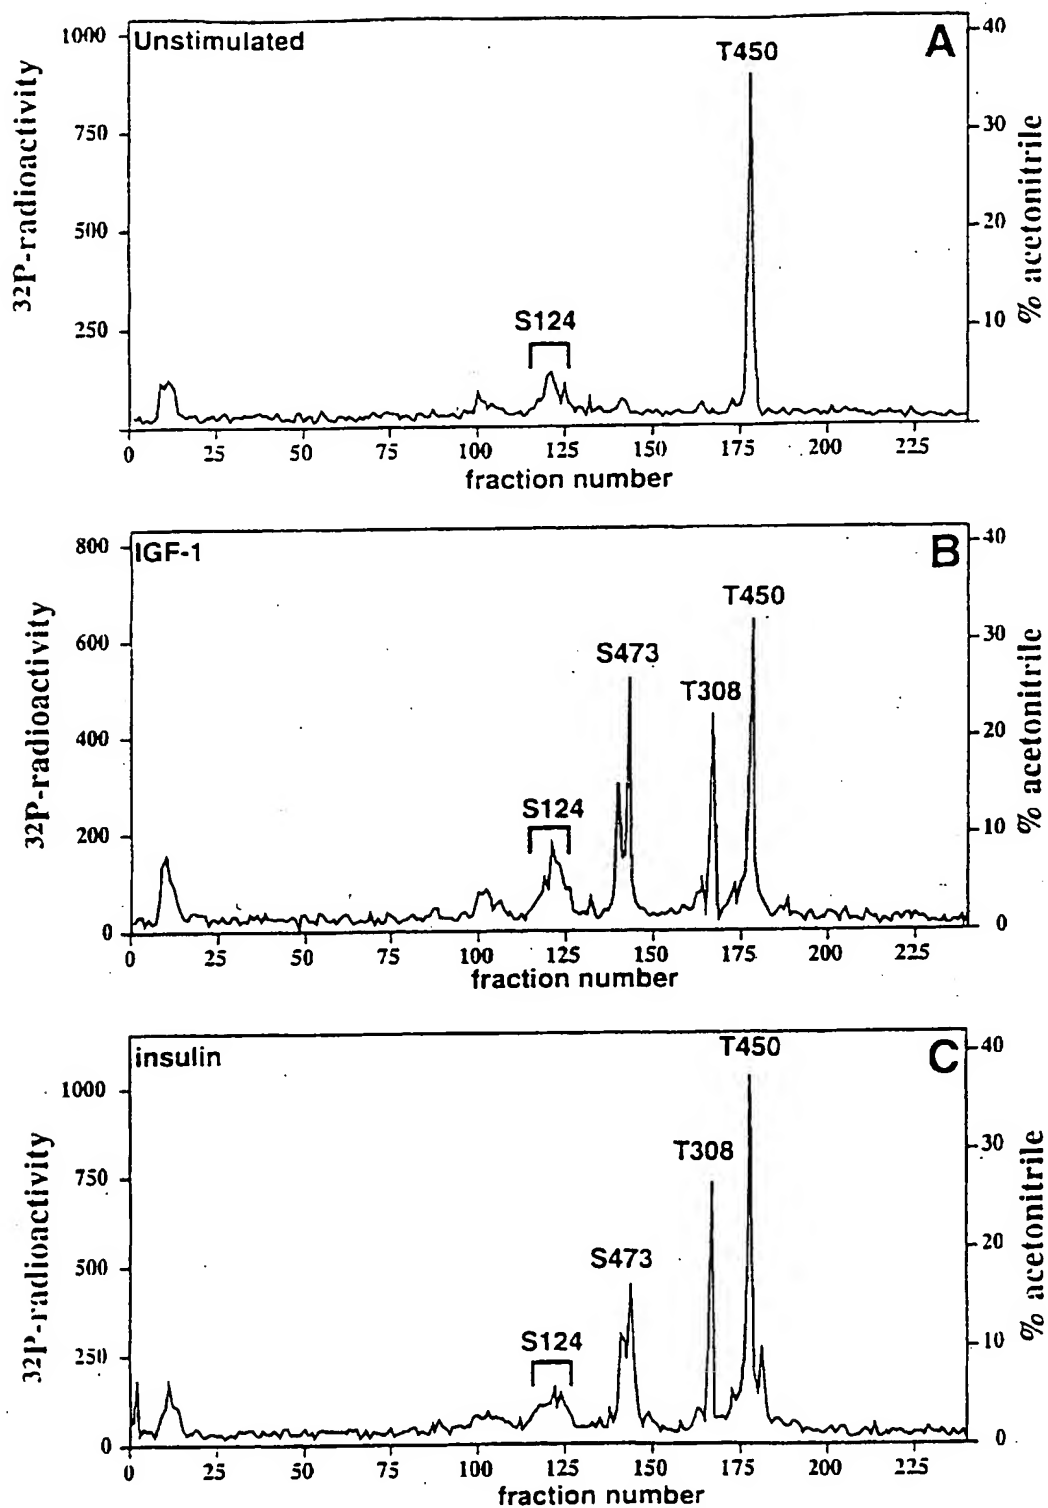 Unstimulated
A
T450
S124
1000
750
500
250
40
30
20
10
32P-radioactivity
% acetonitrile
0 25 50 75 100 125 150 175 200 225
fraction number
IGF-1
B
T450
S473
T308
S124
800
600
400
200
0
40
30
20
10
0
32P-radioactivity
% acetonitrile
0 25 50 75 100 125 150 175 200 225
fraction number
insulin
C
T450
T308
S473
S124
1000
750
500
250
0
40
30
20
10
0
32P-radioactivity
% acetonitrile
0 25 50 75 100 125 150 175 200 225
fraction number